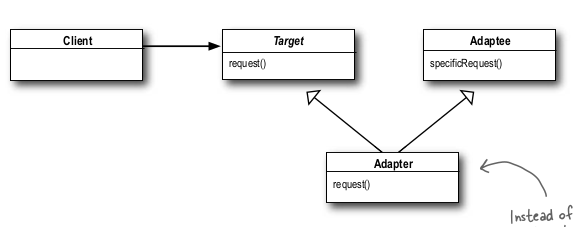 Client
Target
request()
Adaptee
specificRequest()
Adapter
request()
Instead of